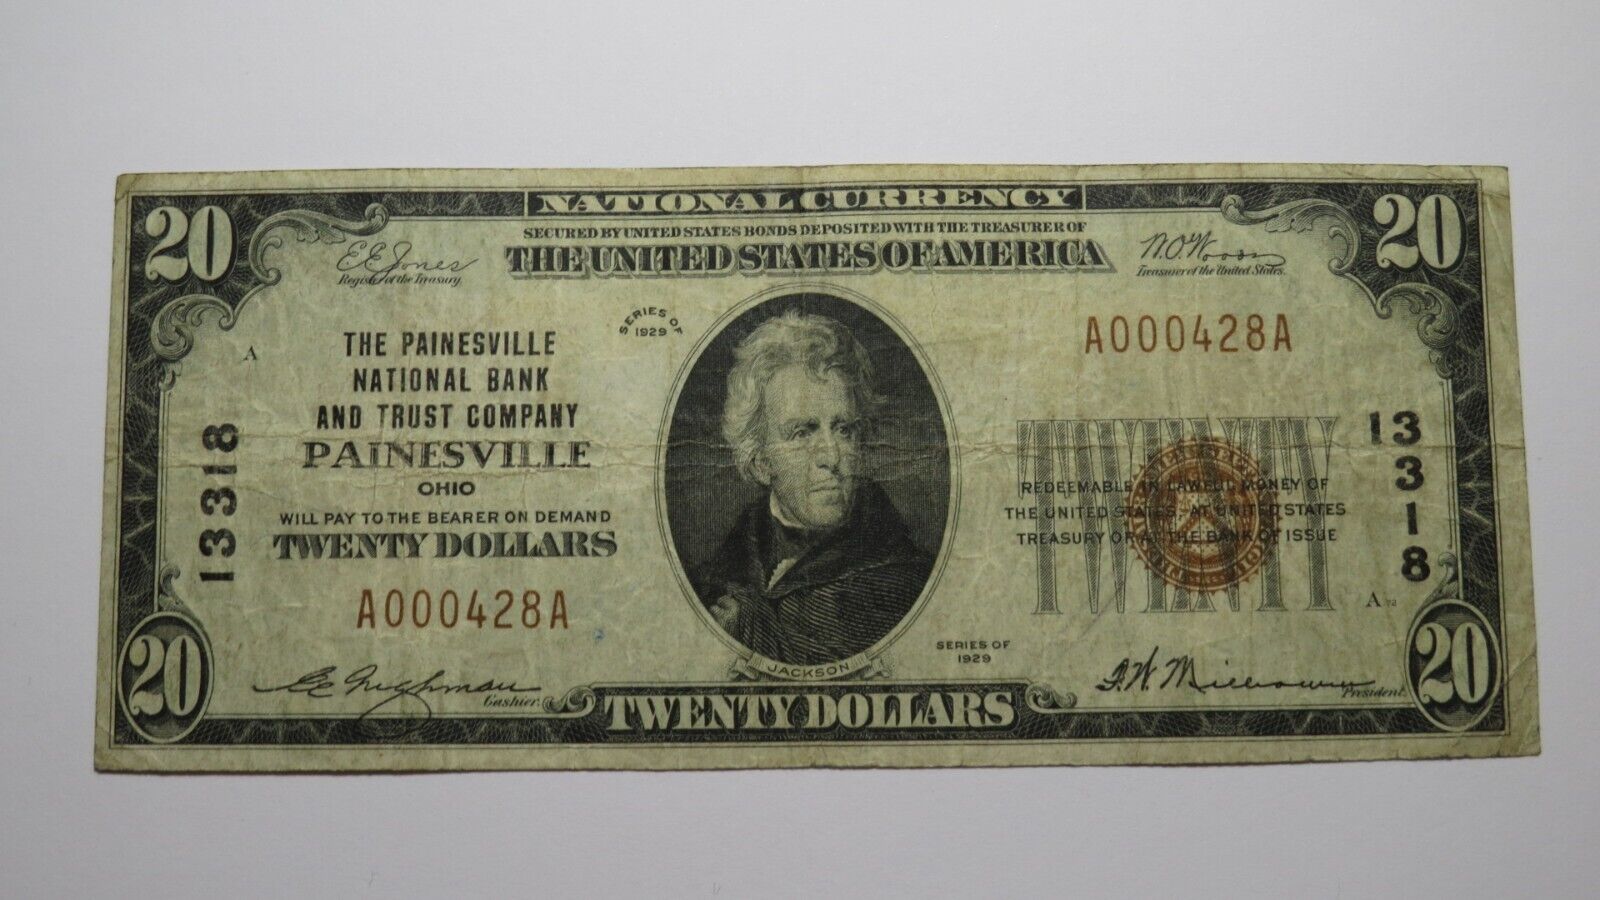 NATIONAL CURRENCY
SECURED BY UNITED STATES BONDS DEPOSITED WITH THE TREASURER OF
THE UNITED STATES OF AMERICA
20
20
E.E. Jones
Register of the Treasury.
W.O. Woods
Treasurer of the United States.
SERIES OF
1929
A
THE PAINESVILLE
NATIONAL BANK
AND TRUST COMPANY
PAINESVILLE
OHIO
WILL PAY TO THE BEARER ON DEMAND
TWENTY DOLLARS
13318
A000428A
A000428A
13318
TWENTY
REDEEMABLE IN LAWFUL MONEY OF
THE UNITED STATES, AT UNITED STATES
TREASURY OR AT THE BANK OF ISSUE
A
SERIES OF
1929
JACKSON
Cashier.
President.
20
20
TWENTY DOLLARS